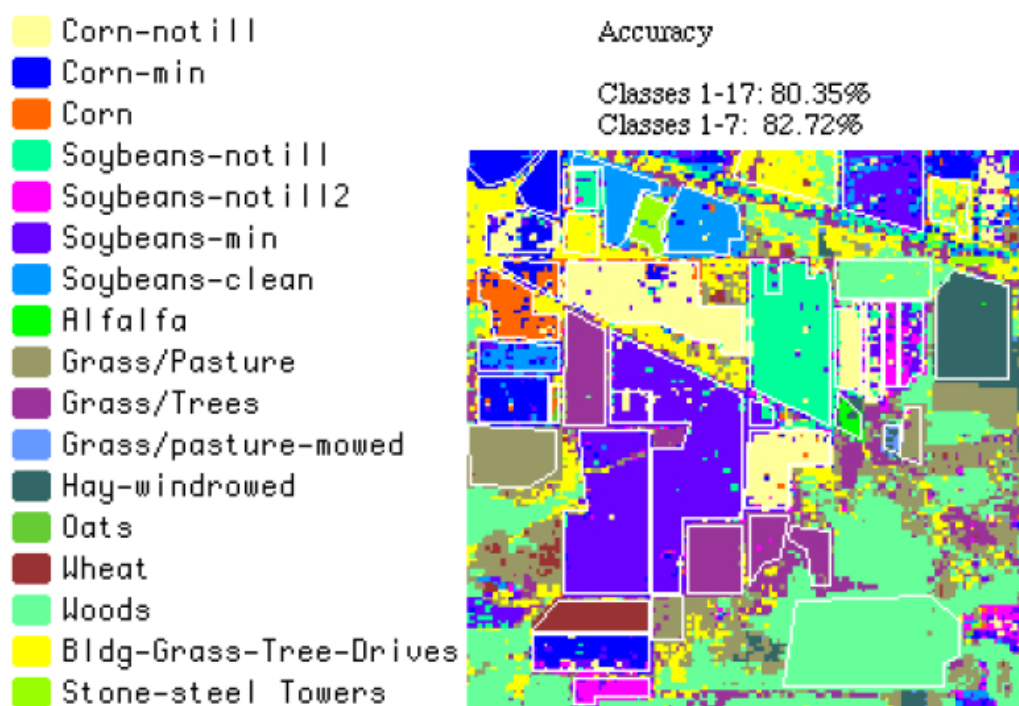 Corn-notill
Corn-min
Corn
Soybeans-notill
Soybeans-notill2
Soybeans-min
Soybeans-clean
Alfalfa
Grass/Pasture
Grass/Trees
Grass/pasture-mowed
Hay-windrowed
Oats
Wheat
Woods
Bldg-Grass-Tree-Drives
Stone-steel Towers
Accuracy
Classes 1-17: 80.35%
Classes 1-7: 82.72%